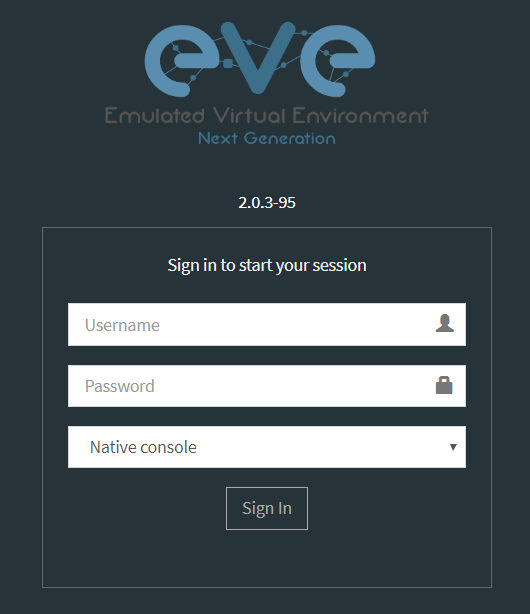 eve
Emulated Virtual Environment
Next Generation
2.0.3-95
Sign in to start your session
Username
Password
Native console
Sign In